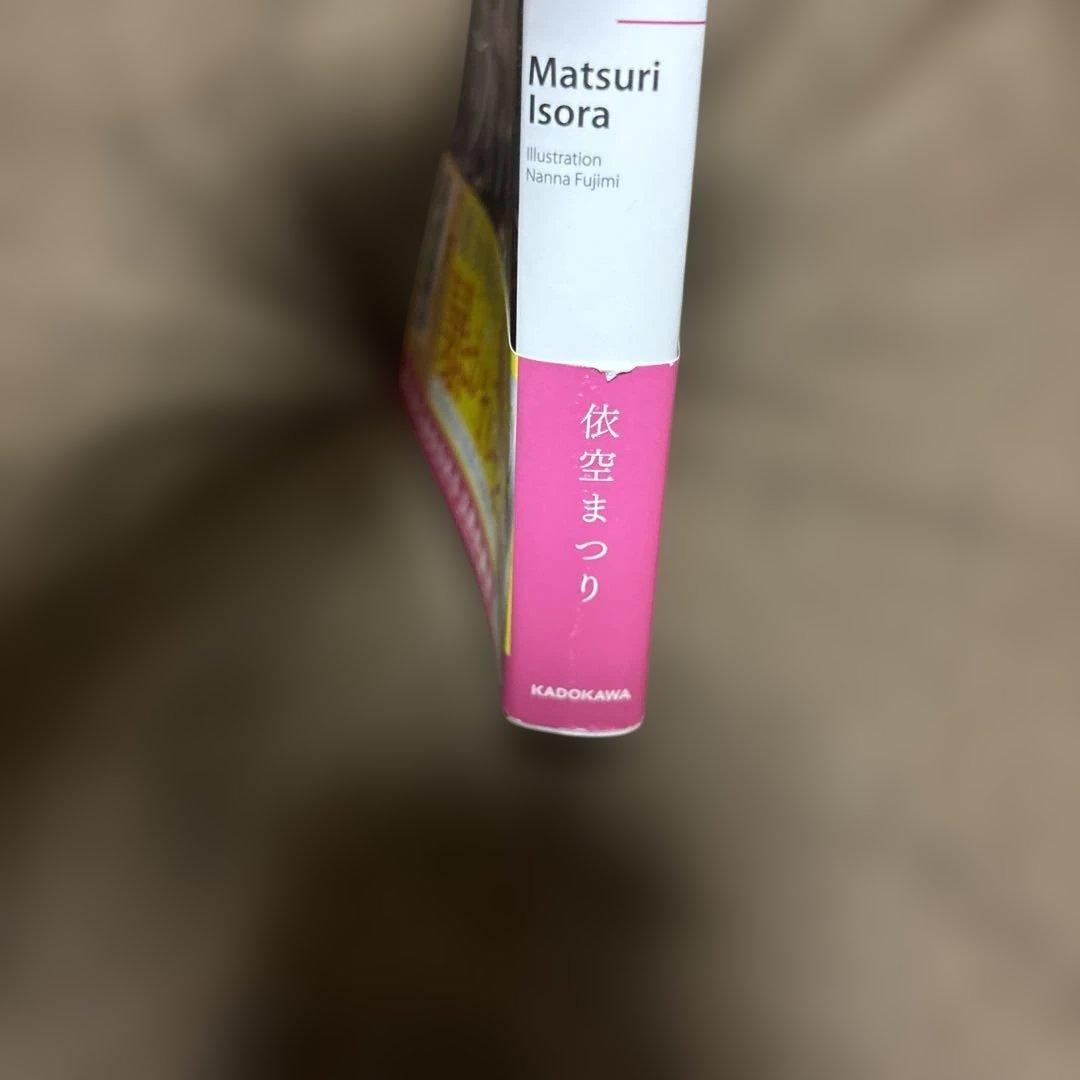 Matsuri
Isora
Illustration
Nanna Fujimi
依空まつり
KADOKAWA